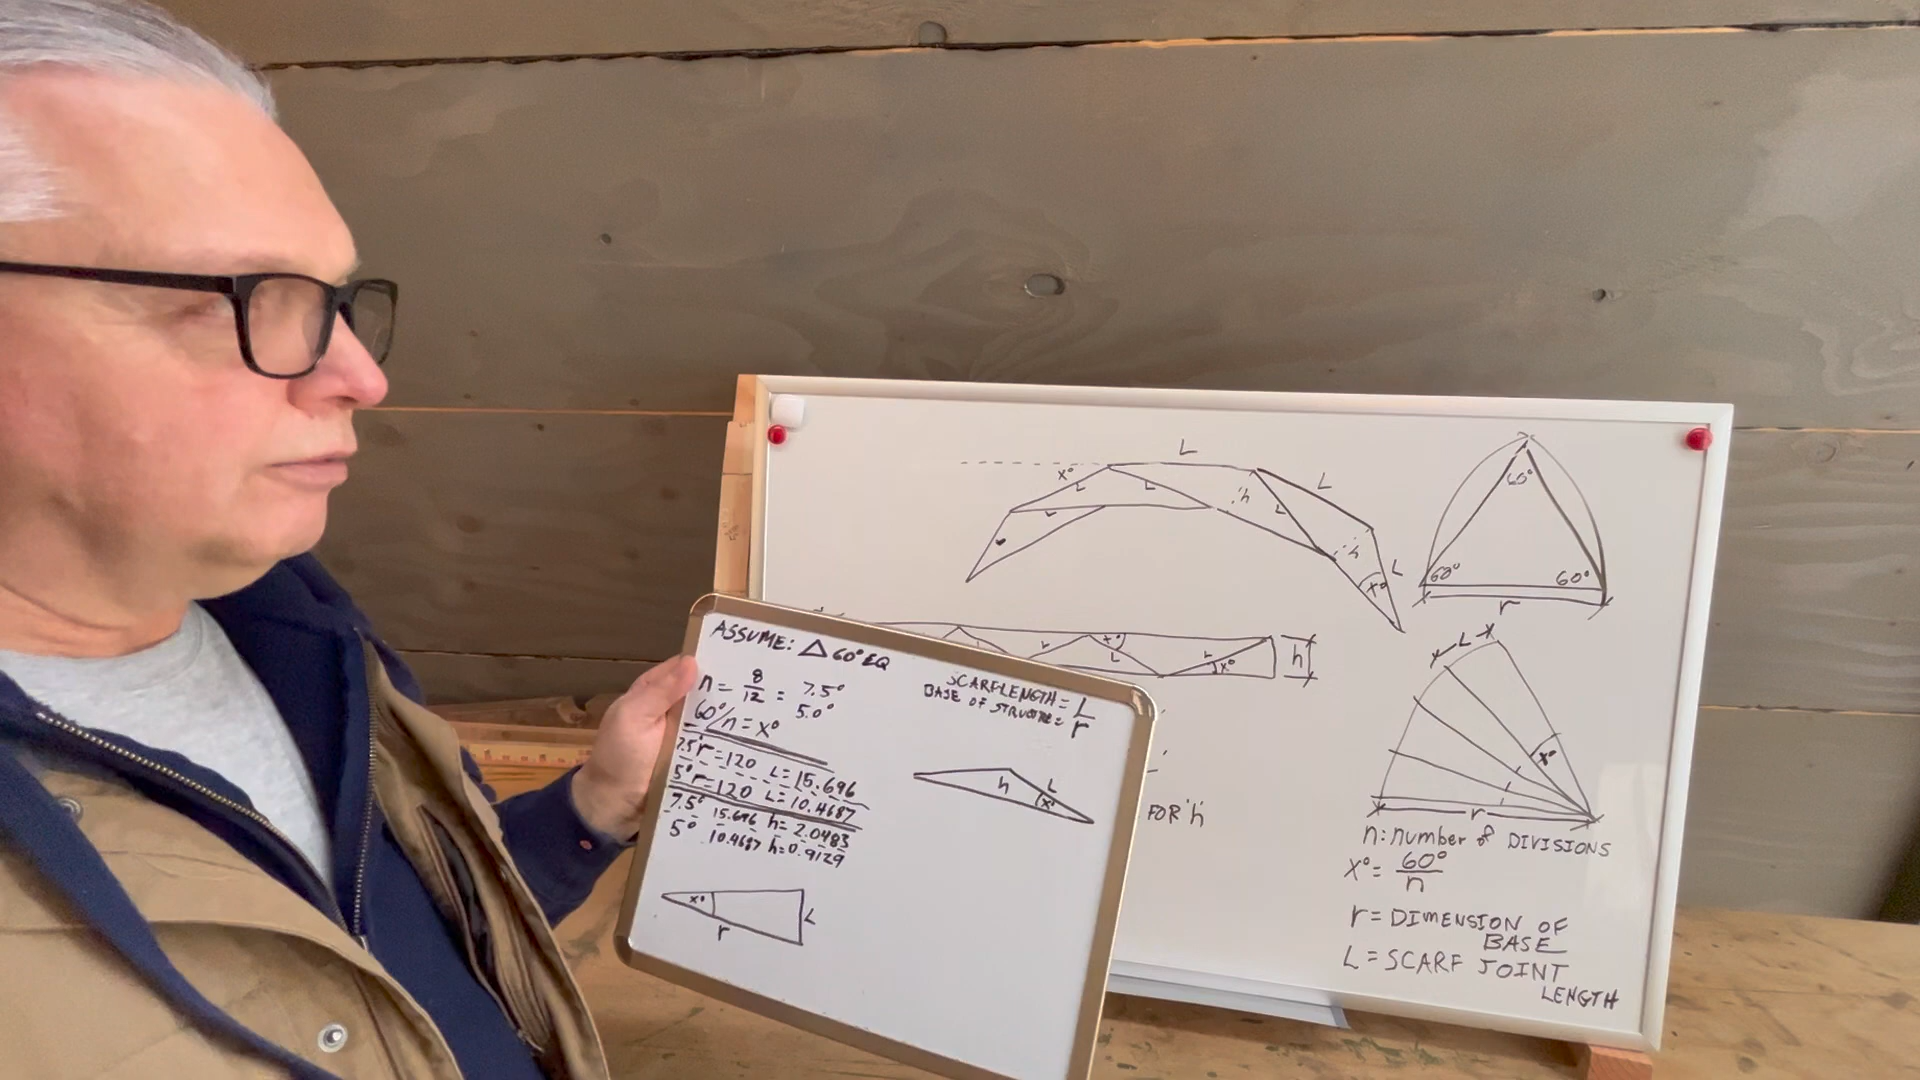 ASSUME: △ 60° EQ
n = 8/12 = 7.5° 5.0°
60°/n = x°
7.5° r=120 L=15.696
5° r=120 L=10.4687
7.5° 15.696 h=2.0483
5° 10.4687 h=0.9129
x°
r
L
SCARF LENGTH = L
BASE OF STRUCTURE = r
h
L
x°
L
x°
L
L
L
L
h
L
h
L
x°
60°
60°
60°
r
r
x°
L
r
x°
h
FOR 'h'
L
x°
r
n: number of DIVISIONS
x° = 60°/n
r = DIMENSION OF
BASE
L = SCARF JOINT
LENGTH